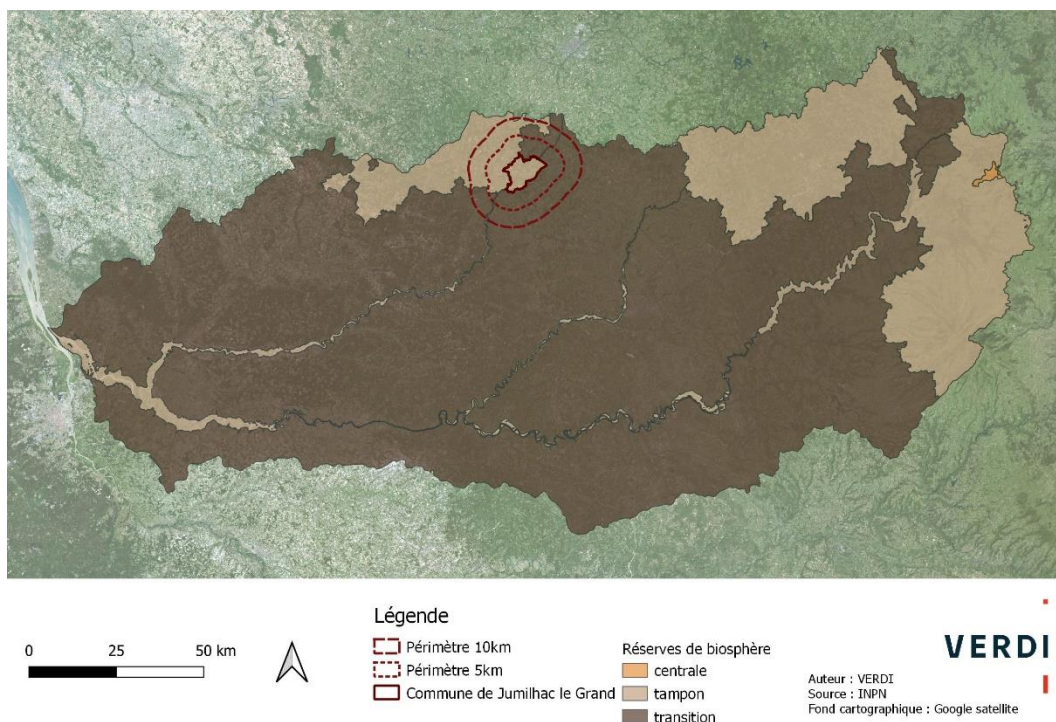 Légende
0 25 50 km
Périmètre 10km
Périmètre 5km
Commune de Jumilhac le Grand
Réserves de biosphère
centrale
tampon
transition
VERDI
Auteur : VERDI
Source : INPN
Fond cartographique : Google satellite